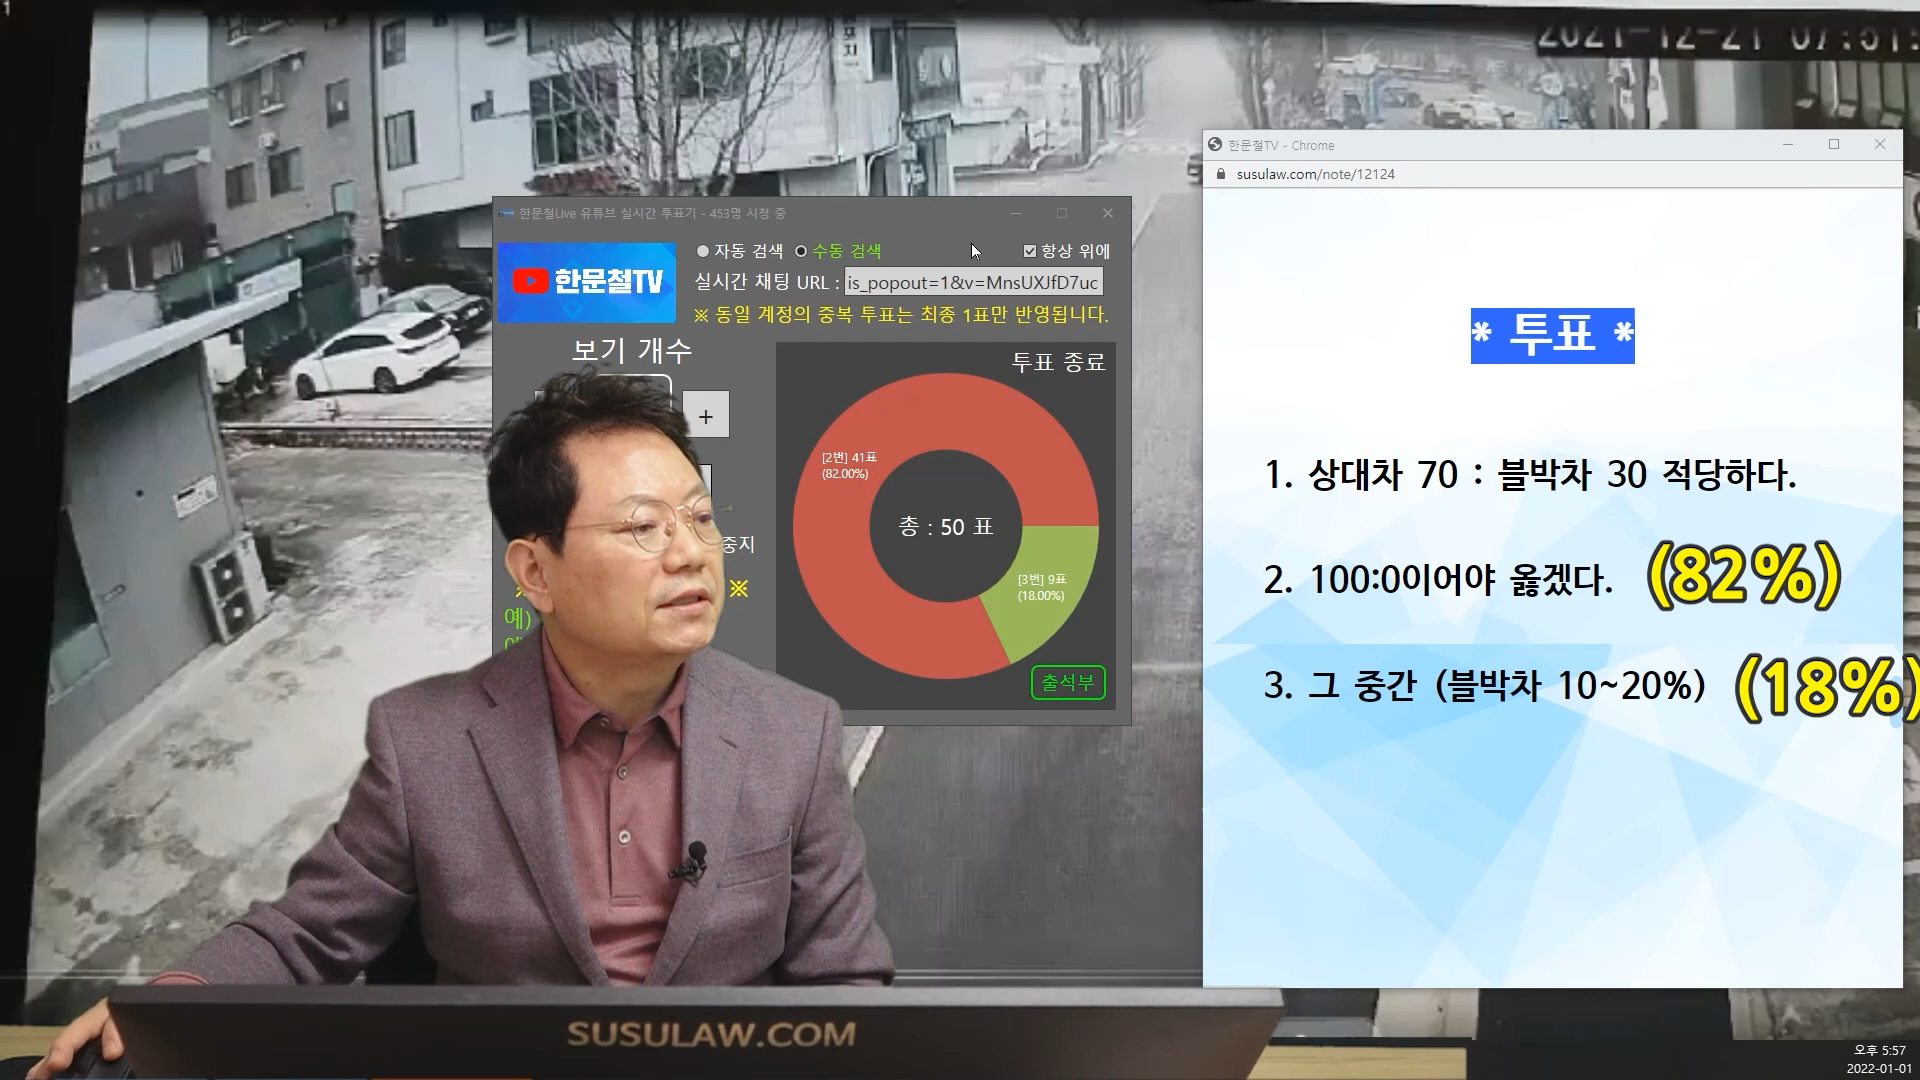 1
2021-12-21 07:51:
한문철Live 유튜브 실시간 투표기 - 453명 시청 중
한문철TV
자동 검색
수동 검색
항상 위에
실시간 채팅 URL :
is_popout=1&v=MnsUXJfD7uc
※ 동일 계정의 중복 투표는 최종 1표만 반영됩니다.
보기 개수
+
중지
※
예)
투표 종료
[2번] 41표
(82.00%)
총 : 50 표
[3번] 9표
(18.00%)
출석부
한문철TV - Chrome
susulaw.com/note/12124
* 투표 *
1. 상대차 70 : 블박차 30 적당하다.
2. 100:0이어야 옳겠다. (82%)
3. 그 중간 (블박차 10~20%) (18%)
SUSULAW.COM
오후 5:57
2022-01-01